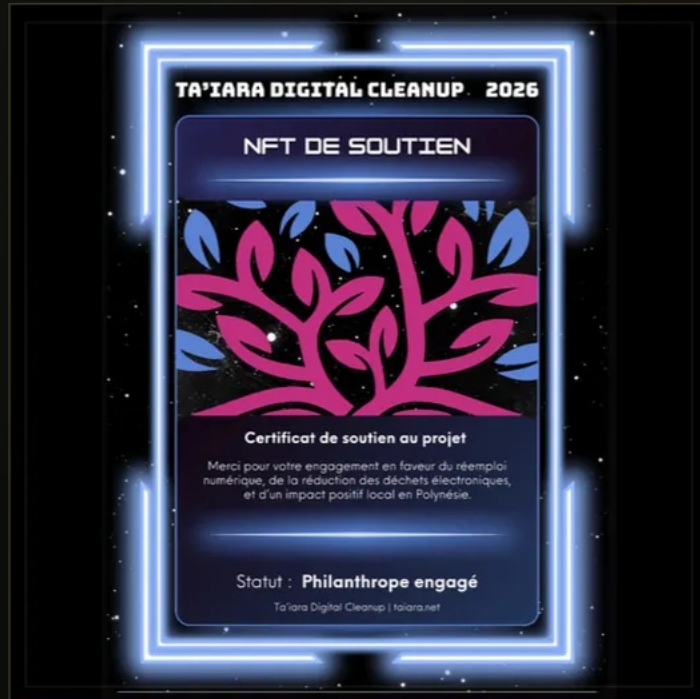 TA'IARA DIGITAL CLEANUP 2026
NFT DE SOUTIEN
Certificat de soutien au projet
Merci pour votre engagement en faveur du réemploi
numérique, de la réduction des déchets électroniques,
et d'un impact positif local en Polynésie.
Statut : Philanthrope engagé
Ta'iara Digital Cleanup | taiara.net